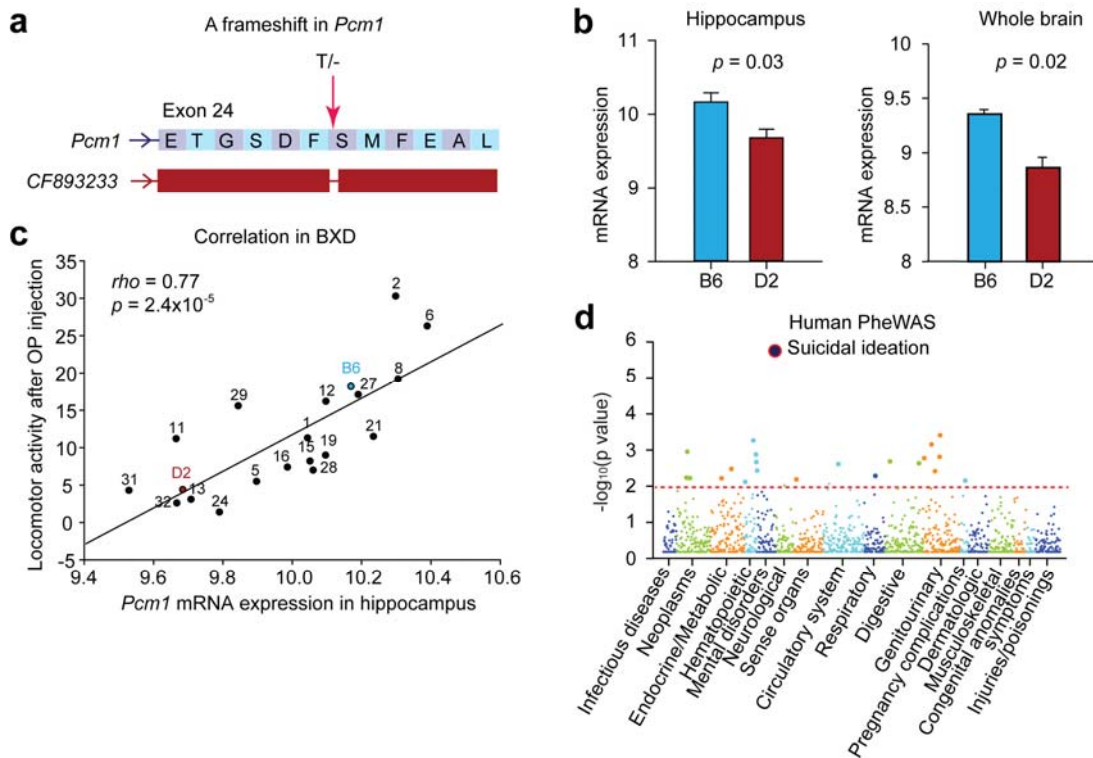 a
A frameshift in Pcm1
T/-
Exon 24
Pcm1
E T G S D F S M F E A L
CF893233
b
Hippocampus
Whole brain
11
10
9
8
mRNA expression
p = 0.03
B6
D2
10
9.5
9
8.5
8
mRNA expression
p = 0.02
B6
D2
c
Correlation in BXD
Locomotor activity after OP injection
35
30
25
20
15
10
5
0
-5
rho = 0.77
p = 2.4x10-5
2
6
B6
8
27
12
29
11
1
21
19
15
16
28
5
D2
31
32
13
24
9.4 9.6 9.8 10.0 10.2 10.4 10.6
Pcm1 mRNA expression in hippocampus
d
Human PheWAS
Suicidal ideation
-log10(p value)
6
5
4
3
2
1
0
Infectious diseases
Neoplasms
Endocrine/Metabolic
Hematopoietic
Mental disorders
Neurological
Sense organs
Circulatory system
Respiratory
Digestive
Genitourinary
Pregnancy complications
Dermatologic
Musculoskeletal
Congenital anomalies
symptoms
Injuries/poisonings